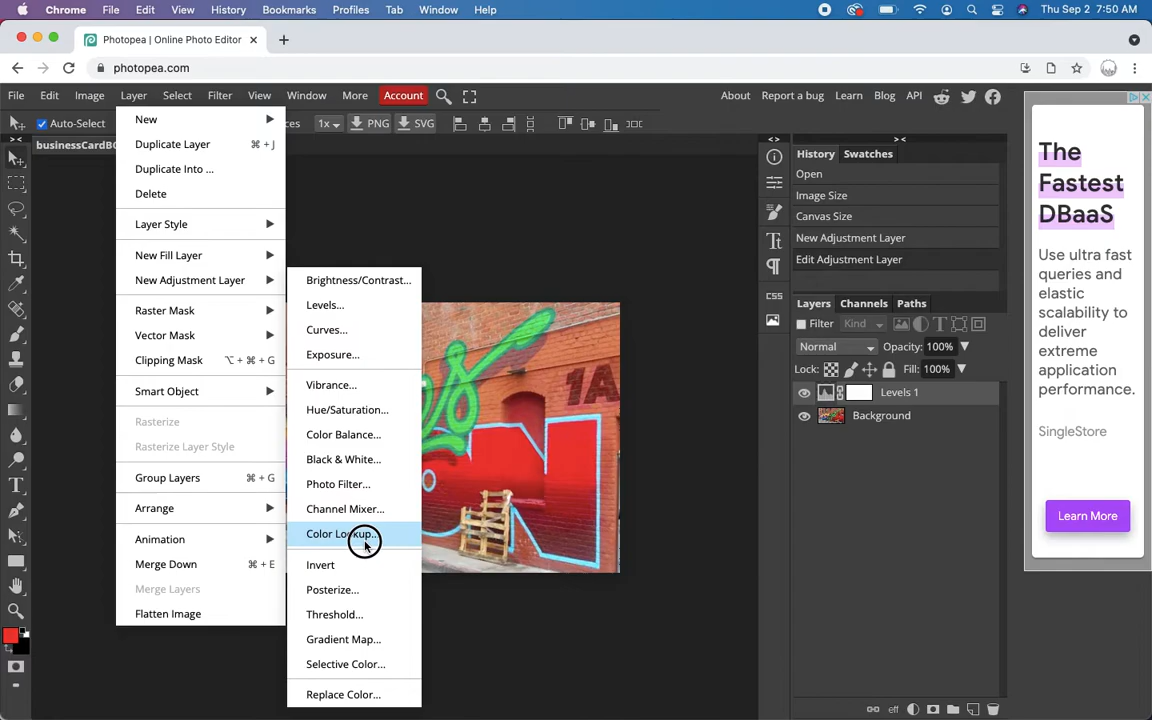 Chrome File Edit View History Bookmarks Profiles Tab Window Help Thu Sep 2 7:50 AM
Photopea | Online Photo Editor
photopea.com
File Edit Image Layer Select Filter View Window More Account About Report a bug Learn Blog API
Auto-Select 1x PNG SVG
businessCardB
New
Duplicate Layer ⌘ + J
Duplicate Into ...
Delete
Layer Style
New Fill Layer
New Adjustment Layer
Raster Mask
Vector Mask
Clipping Mask ⌥ + ⌘ + G
Smart Object
Rasterize
Rasterize Layer Style
Group Layers ⌘ + G
Arrange
Animation
Merge Down ⌘ + E
Merge Layers
Flatten Image
Brightness/Contrast...
Levels...
Curves...
Exposure...
Vibrance...
Hue/Saturation...
Color Balance...
Black & White...
Photo Filter...
Channel Mixer...
Color Lookup...
Invert
Posterize...
Threshold...
Gradient Map...
Selective Color...
Replace Color...
1A
CSS
History Swatches
Open
Image Size
Canvas Size
New Adjustment Layer
Edit Adjustment Layer
Layers Channels Paths
Filter Kind
Normal Opacity: 100%
Lock: Fill: 100%
Levels 1
Background
eff
The
Fastest
DBaaS
Use ultra fast
queries and
elastic
scalability to
deliver
extreme
application
performance.
SingleStore
Learn More